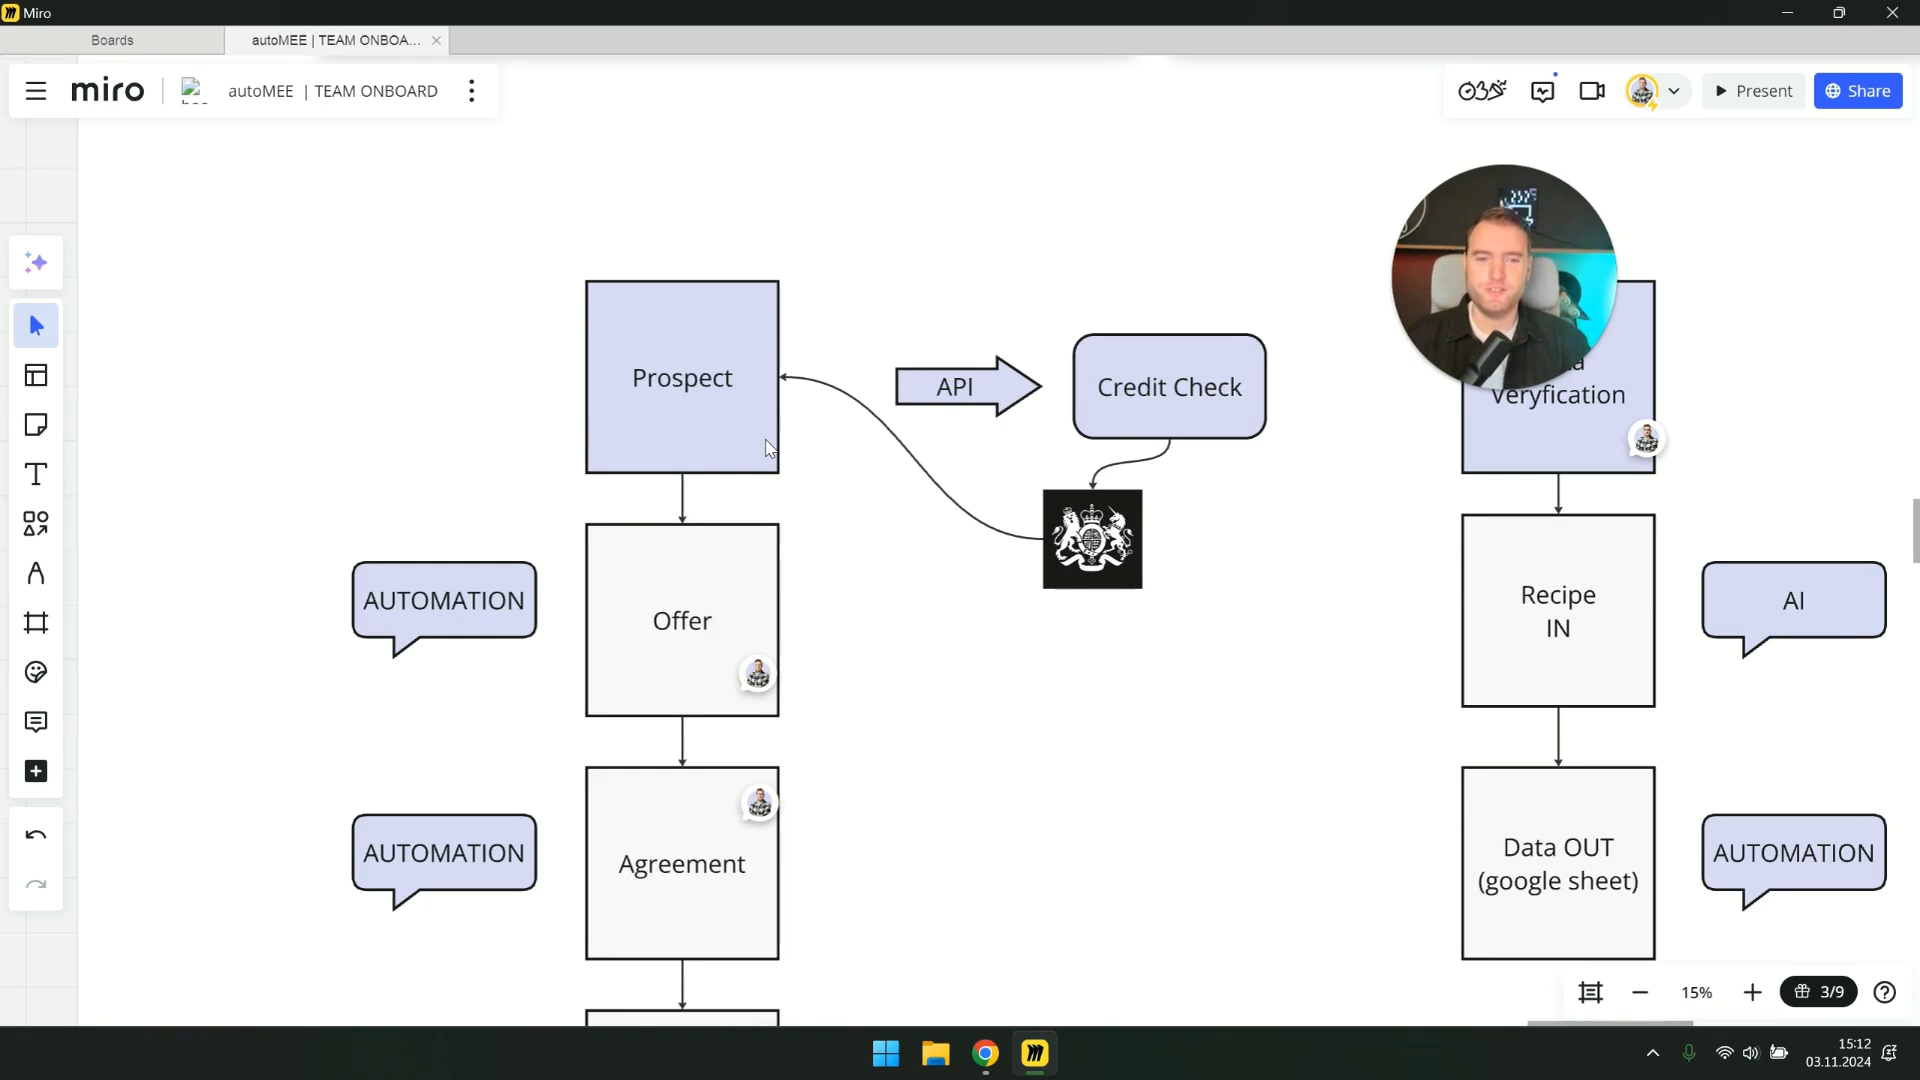 Miro
Boards
autoMEE | TEAM ONBOA...
miro
autoMEE | TEAM ONBOARD
Present
Share
Prospect
API
Credit Check
Veryfication
AUTOMATION
Offer
Recipe
IN
AI
AUTOMATION
Agreement
Data OUT
(google sheet)
AUTOMATION
15%
3/9
15:12
03.11.2024